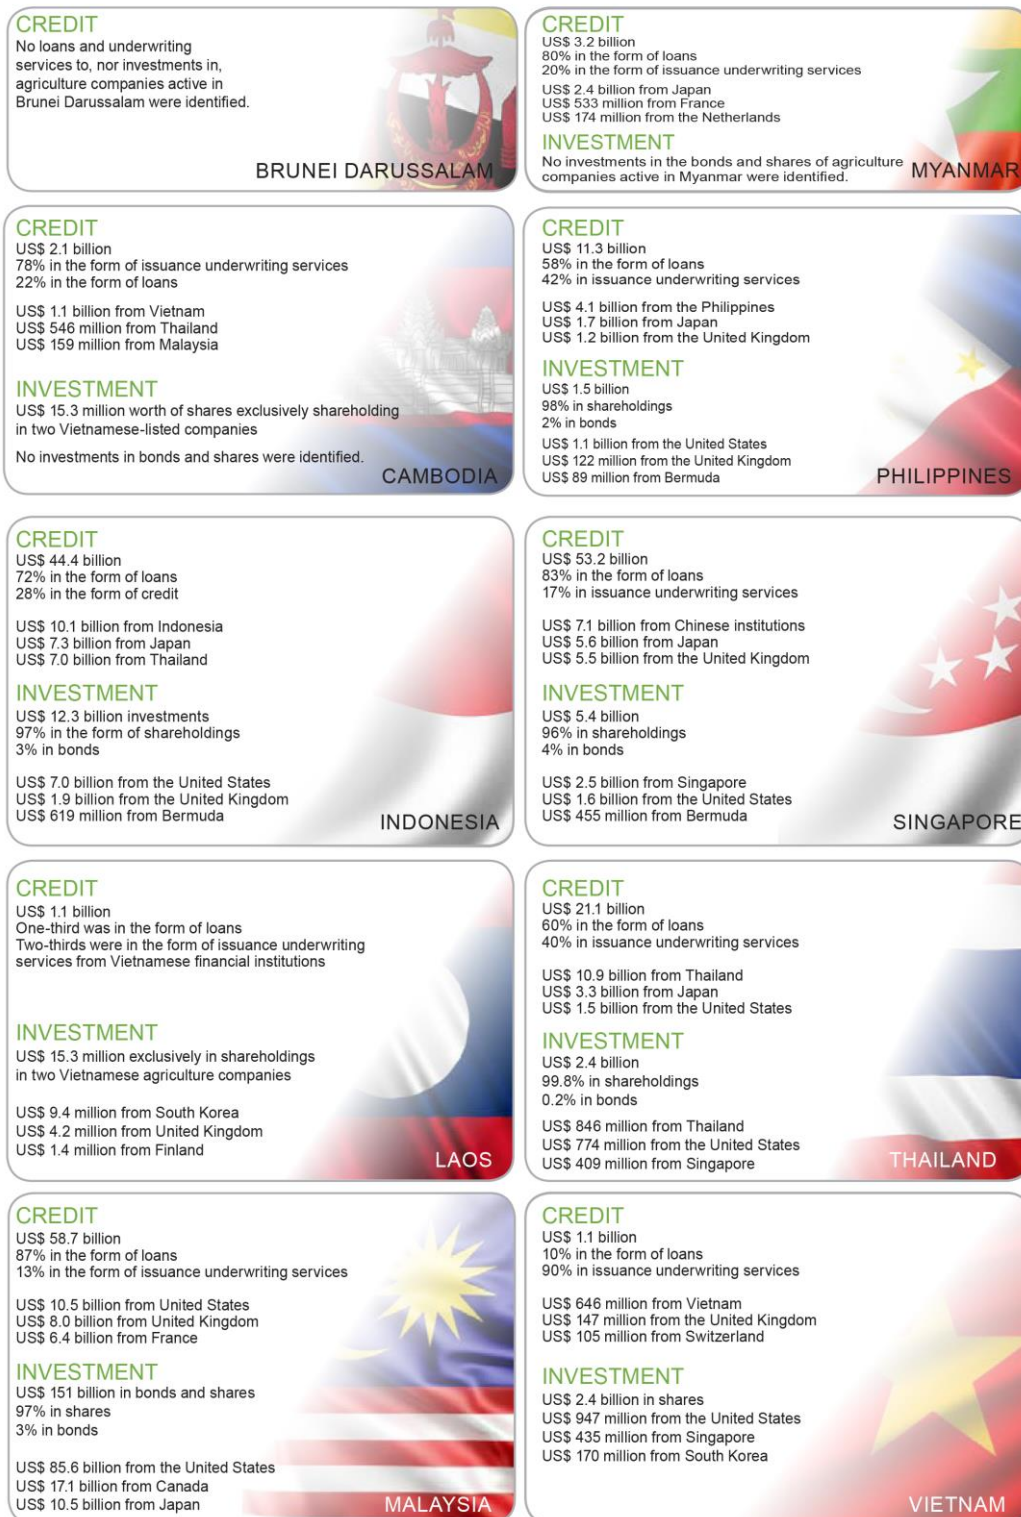 CREDIT
No loans and underwriting
services to, nor investments in,
agriculture companies active in
Brunei Darussalam were identified.
BRUNEI DARUSSALAM
CREDIT
US$ 3.2 billion
80% in the form of loans
20% in the form of issuance underwriting services
US$ 2.4 billion from Japan
US$ 533 million from France
US$ 174 million from the Netherlands
INVESTMENT
No investments in the bonds and shares of agriculture
companies active in Myanmar were identified.
MYANMAR
CREDIT
US$ 2.1 billion
78% in the form of issuance underwriting services
22% in the form of loans
US$ 1.1 billion from Vietnam
US$ 546 million from Thailand
US$ 159 million from Malaysia
INVESTMENT
US$ 15.3 million worth of shares exclusively shareholding
in two Vietnamese-listed companies
No investments in bonds and shares were identified.
CAMBODIA
CREDIT
US$ 11.3 billion
58% in the form of loans
42% in issuance underwriting services
US$ 4.1 billion from the Philippines
US$ 1.7 billion from Japan
US$ 1.2 billion from the United Kingdom
INVESTMENT
US$ 1.5 billion
98% in shareholdings
2% in bonds
US$ 1.1 billion from the United States
US$ 122 million from the United Kingdom
US$ 89 million from Bermuda
PHILIPPINES
CREDIT
US$ 44.4 billion
72% in the form of loans
28% in the form of credit
US$ 10.1 billion from Indonesia
US$ 7.3 billion from Japan
US$ 7.0 billion from Thailand
INVESTMENT
US$ 12.3 billion investments
97% in the form of shareholdings
3% in bonds
US$ 7.0 billion from the United States
US$ 1.9 billion from the United Kingdom
US$ 619 million from Bermuda
INDONESIA
CREDIT
US$ 53.2 billion
83% in the form of loans
17% in issuance underwriting services
US$ 7.1 billion from Chinese institutions
US$ 5.6 billion from Japan
US$ 5.5 billion from the United Kingdom
INVESTMENT
US$ 5.4 billion
96% in shareholdings
4% in bonds
US$ 2.5 billion from Singapore
US$ 1.6 billion from the United States
US$ 455 million from Bermuda
SINGAPORE
CREDIT
US$ 1.1 billion
One-third was in the form of loans
Two-thirds were in the form of issuance underwriting
services from Vietnamese financial institutions
INVESTMENT
US$ 15.3 million exclusively in shareholdings
in two Vietnamese agriculture companies
US$ 9.4 million from South Korea
US$ 4.2 million from United Kingdom
US$ 1.4 million from Finland
LAOS
CREDIT
US$ 21.1 billion
60% in the form of loans
40% in issuance underwriting services
US$ 10.9 billion from Thailand
US$ 3.3 billion from Japan
US$ 1.5 billion from the United States
INVESTMENT
US$ 2.4 billion
99.8% in shareholdings
0.2% in bonds
US$ 846 million from Thailand
US$ 774 million from the United States
US$ 409 million from Singapore
THAILAND
CREDIT
US$ 58.7 billion
87% in the form of loans
13% in the form of issuance underwriting services
US$ 10.5 billion from United States
US$ 8.0 billion from United Kingdom
US$ 6.4 billion from France
INVESTMENT
US$ 151 billion in bonds and shares
97% in shares
3% in bonds
US$ 85.6 billion from the United States
US$ 17.1 billion from Canada
US$ 10.5 billion from Japan
MALAYSIA
CREDIT
US$ 1.1 billion
10% in the form of loans
90% in issuance underwriting services
US$ 646 million from Vietnam
US$ 147 million from the United Kingdom
US$ 105 million from Switzerland
INVESTMENT
US$ 2.4 billion in shares
US$ 947 million from the United States
US$ 435 million from Singapore
US$ 170 million from South Korea
VIETNAM